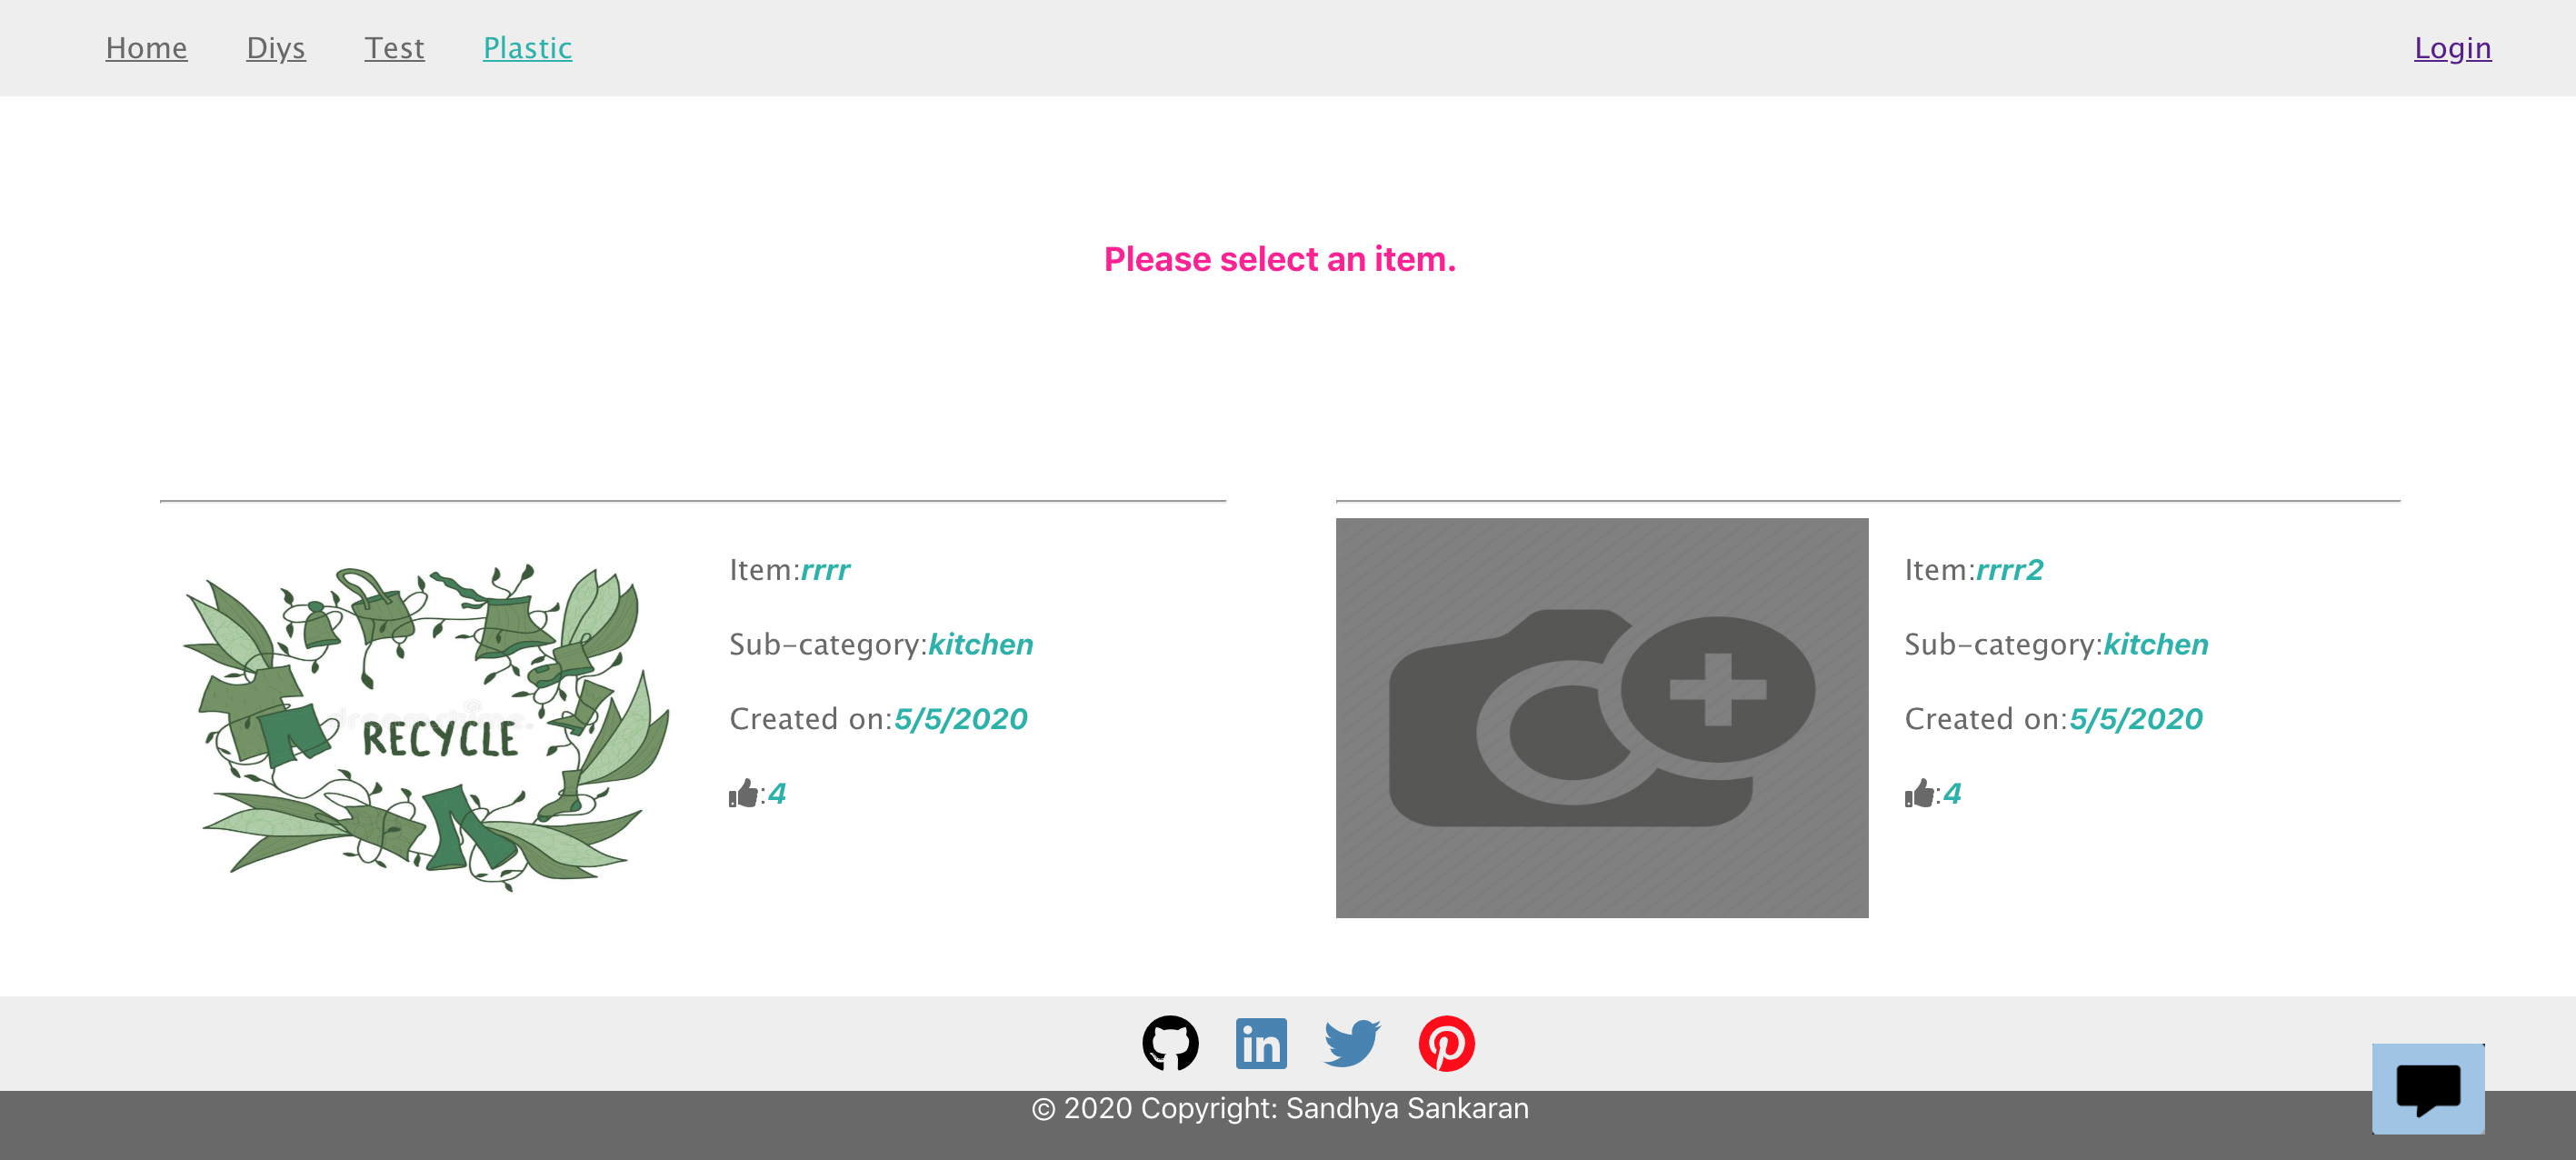 Home Diys Test Plastic Login
Please select an item.
Item:rrrr
Sub-category:kitchen
Created on:5/5/2020
:4
RECYCLE
Item:rrrr2
Sub-category:kitchen
Created on:5/5/2020
:4
in
© 2020 Copyright: Sandhya Sankaran